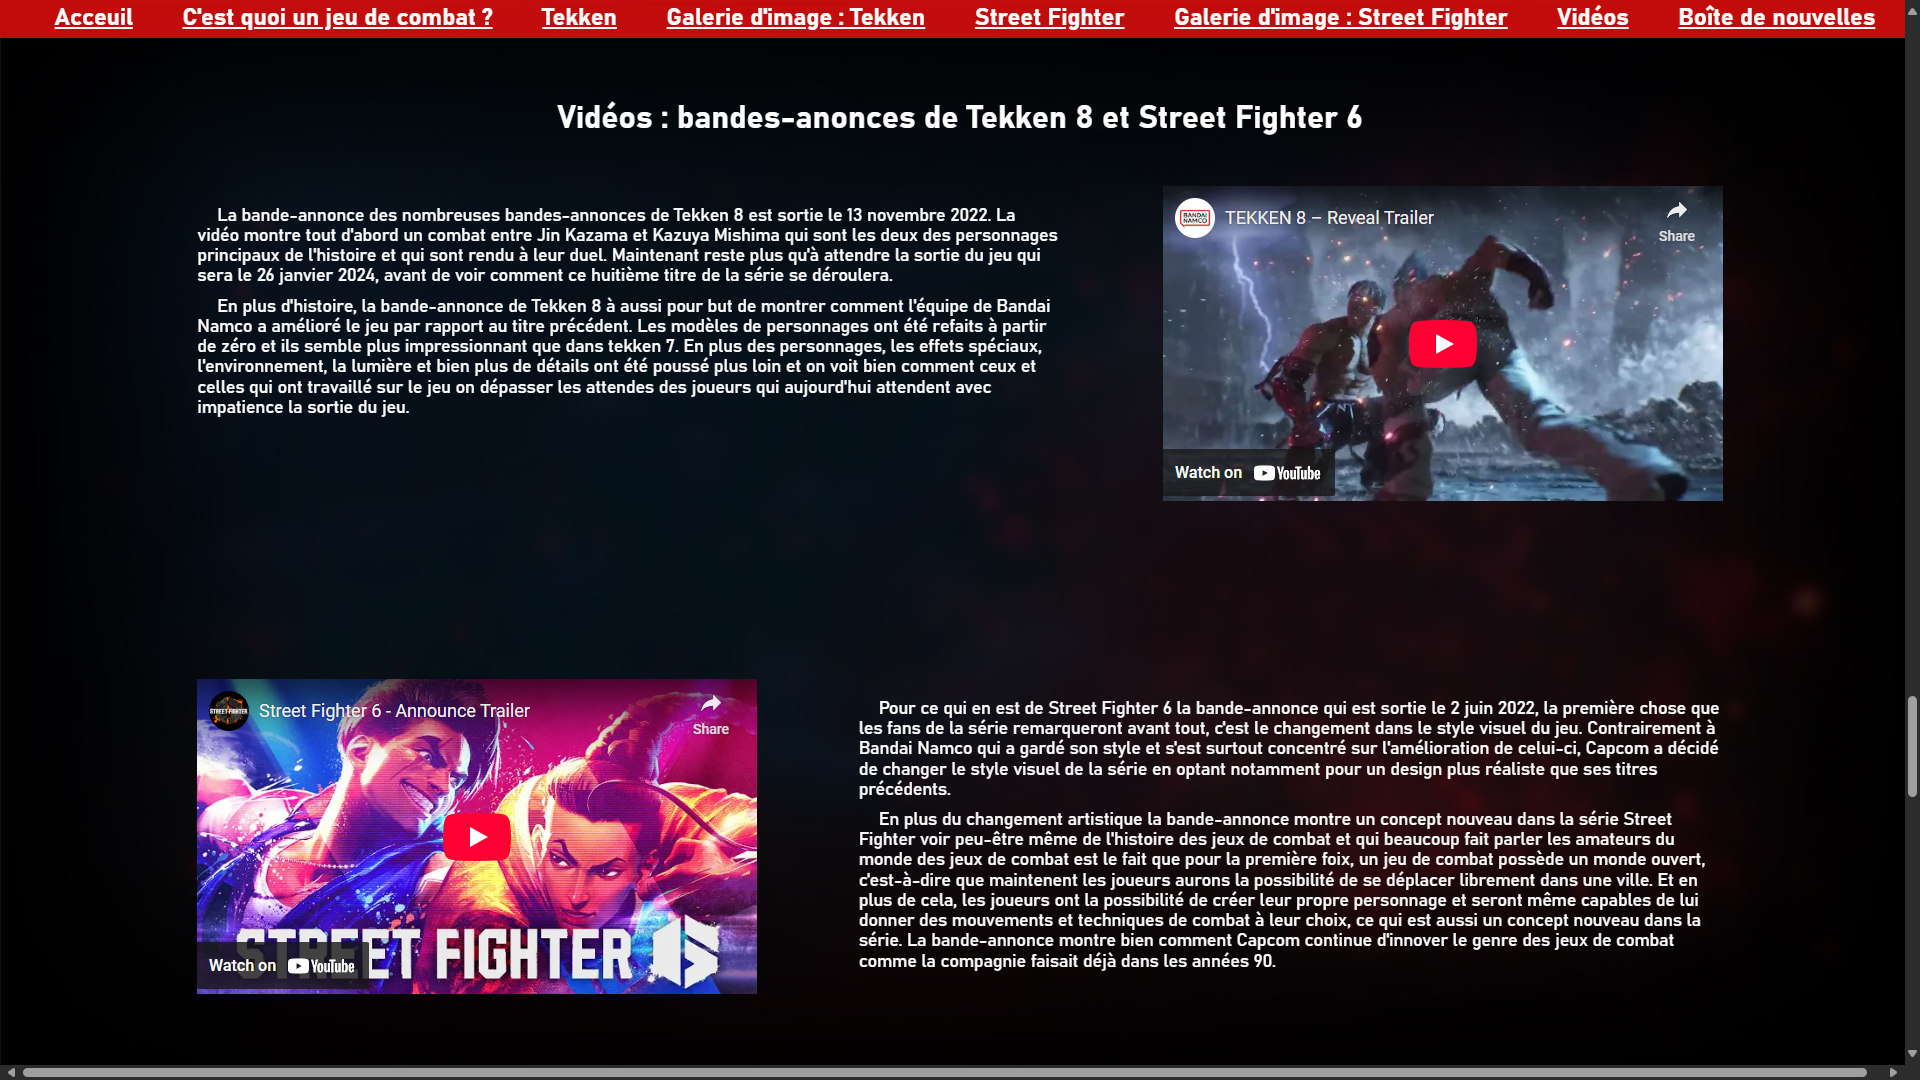 Acceuil C'est quoi un jeu de combat ? Tekken Galerie d'image : Tekken Street Fighter Galerie d'image : Street Fighter Vidéos Boîte de nouvelles
Vidéos : bandes-anonces de Tekken 8 et Street Fighter 6
La bande-annonce des nombreuses bandes-annonces de Tekken 8 est sortie le 13 novembre 2022. La
vidéo montre tout d'abord un combat entre Jin Kazama et Kazuya Mishima qui sont les deux des personnages
principaux de l'histoire et qui sont rendu à leur duel. Maintenant reste plus qu'à attendre la sortie du jeu qui
sera le 26 janvier 2024, avant de voir comment ce huitième titre de la série se déroulera.
En plus d'histoire, la bande-annonce de Tekken 8 à aussi pour but de montrer comment l'équipe de Bandai
Namco a amélioré le jeu par rapport au titre précédent. Les modèles de personnages ont été refaits à partir
de zéro et ils semble plus impressionnant que dans tekken 7. En plus des personnages, les effets spéciaux,
l'environnement, la lumière et bien plus de détails ont été poussé plus loin et on voit bien comment ceux et
celles qui ont travaillé sur le jeu on dépasser les attendes des joueurs qui aujourd'hui attendent avec
impatience la sortie du jeu.
BANDAI
NAMCO
TEKKEN 8 – Reveal Trailer
Share
Watch on YouTube
STREET FIGHTER
Street Fighter 6 - Announce Trailer
Share
STREET FIGHTER 6
Watch on YouTube
Pour ce qui en est de Street Fighter 6 la bande-annonce qui est sortie le 2 juin 2022, la première chose que
les fans de la série remarqueront avant tout, c'est le changement dans le style visuel du jeu. Contrairement à
Bandai Namco qui a gardé son style et s'est surtout concentré sur l'amélioration de celui-ci, Capcom a décidé
de changer le style visuel de la série en optant notamment pour un design plus réaliste que ses titres
précédents.
En plus du changement artistique la bande-annonce montre un concept nouveau dans la série Street
Fighter voir peu-être même de l'histoire des jeux de combat et qui beaucoup fait parler les amateurs du
monde des jeux de combat est le fait que pour la première foix, un jeu de combat possède un monde ouvert,
c'est-à-dire que maintenent les joueurs aurons la possibilité de se déplacer librement dans une ville. Et en
plus de cela, les joueurs ont la possibilité de créer leur propre personnage et seront même capables de lui
donner des mouvements et techniques de combat à leur choix, ce qui est aussi un concept nouveau dans la
série. La bande-annonce montre bien comment Capcom continue d'innover le genre des jeux de combat
comme la compagnie faisait déjà dans les années 90.